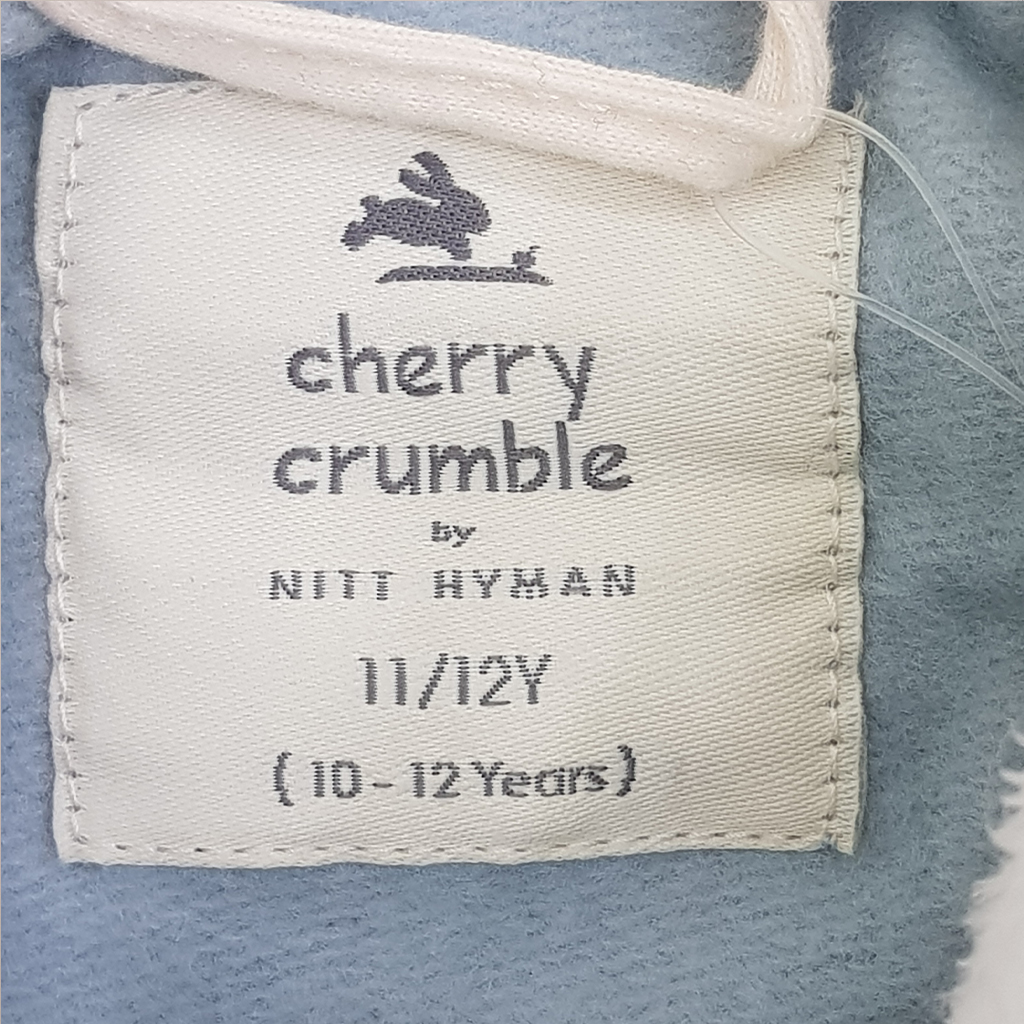 cherry
crumble
by
NITT HYMAN
11/12Y
(10-12 Years)